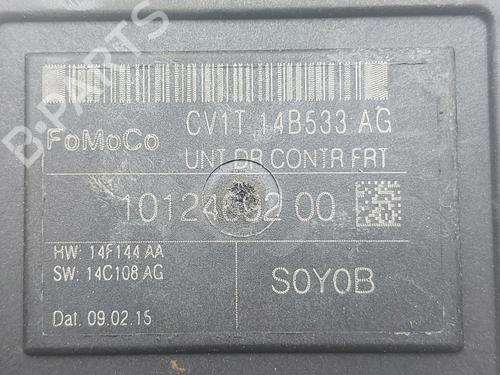 CV1T 14B533 AG
FoMoCo
UNT DR CONTR FRT
00
HW: 14F144 AA
SW: 14C108 AG
S0Y0B
Dat. 09.02.15
B-PARTS